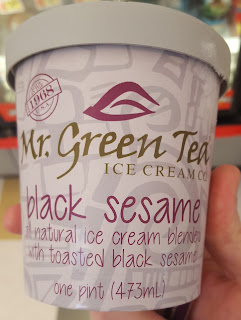 1968
U.S.A.
Mr. Green Tea
ICE CREAM CO.
black sesame
all natural ice cream blended
with toasted black sesame
one pint (473mL)